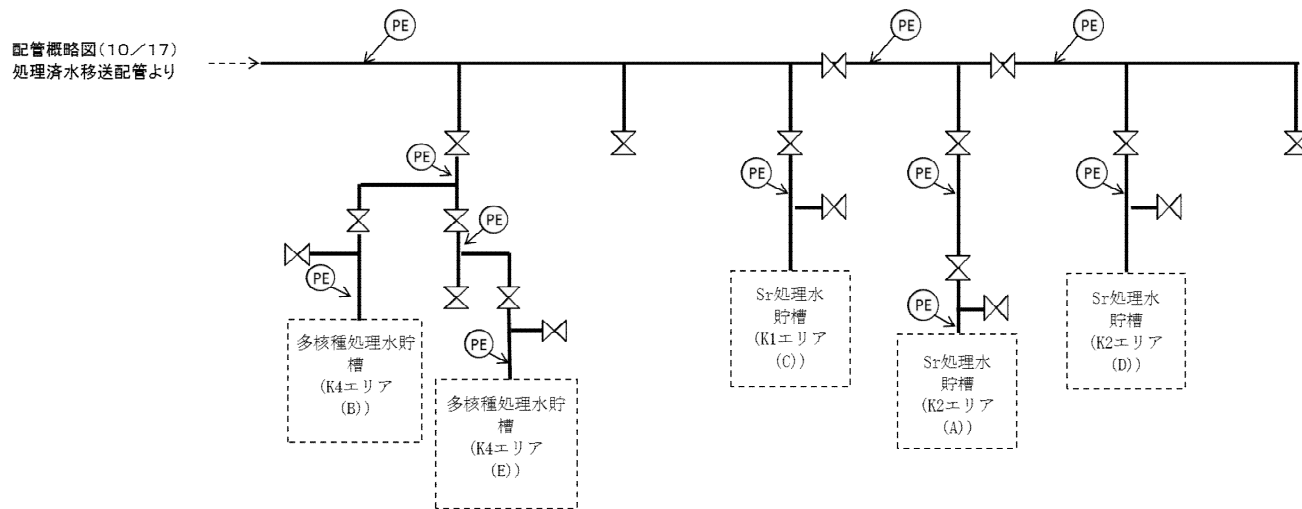 配管概略図(10/17)
処理済水移送配管より
PE
PE
PE
PE
PE
PE
PE
PE
PE
PE
PE
PE
多核種処理水貯
槽
(K4エリア
(B))
多核種処理水貯
槽
(K4エリア
(E))
Sr処理水
貯槽
(K1エリア
(C))
Sr処理水
貯槽
(K2エリア
(A))
Sr処理水
貯槽
(K2エリア
(D))